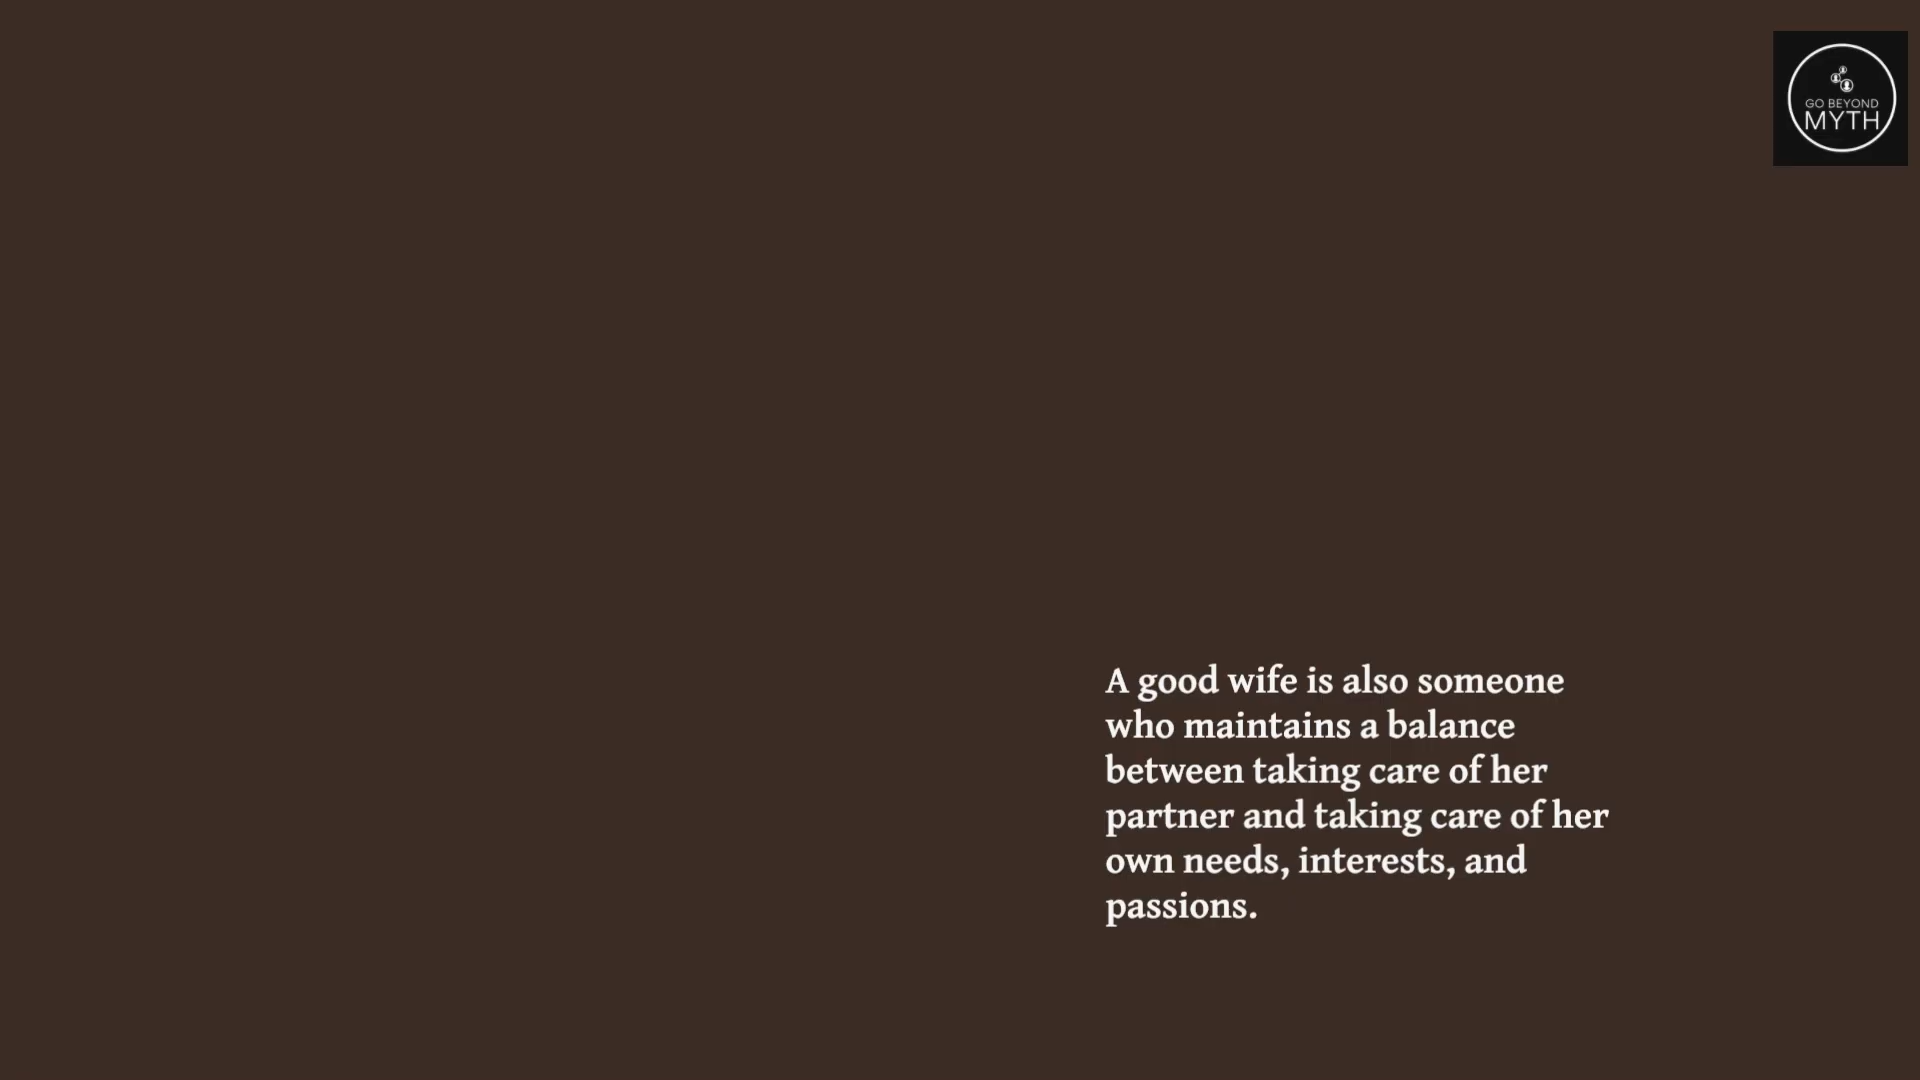 GO BEYOND
MYTH
A good wife is also someone
who maintains a balance
between taking care of her
partner and taking care of her
own needs, interests, and
passions.